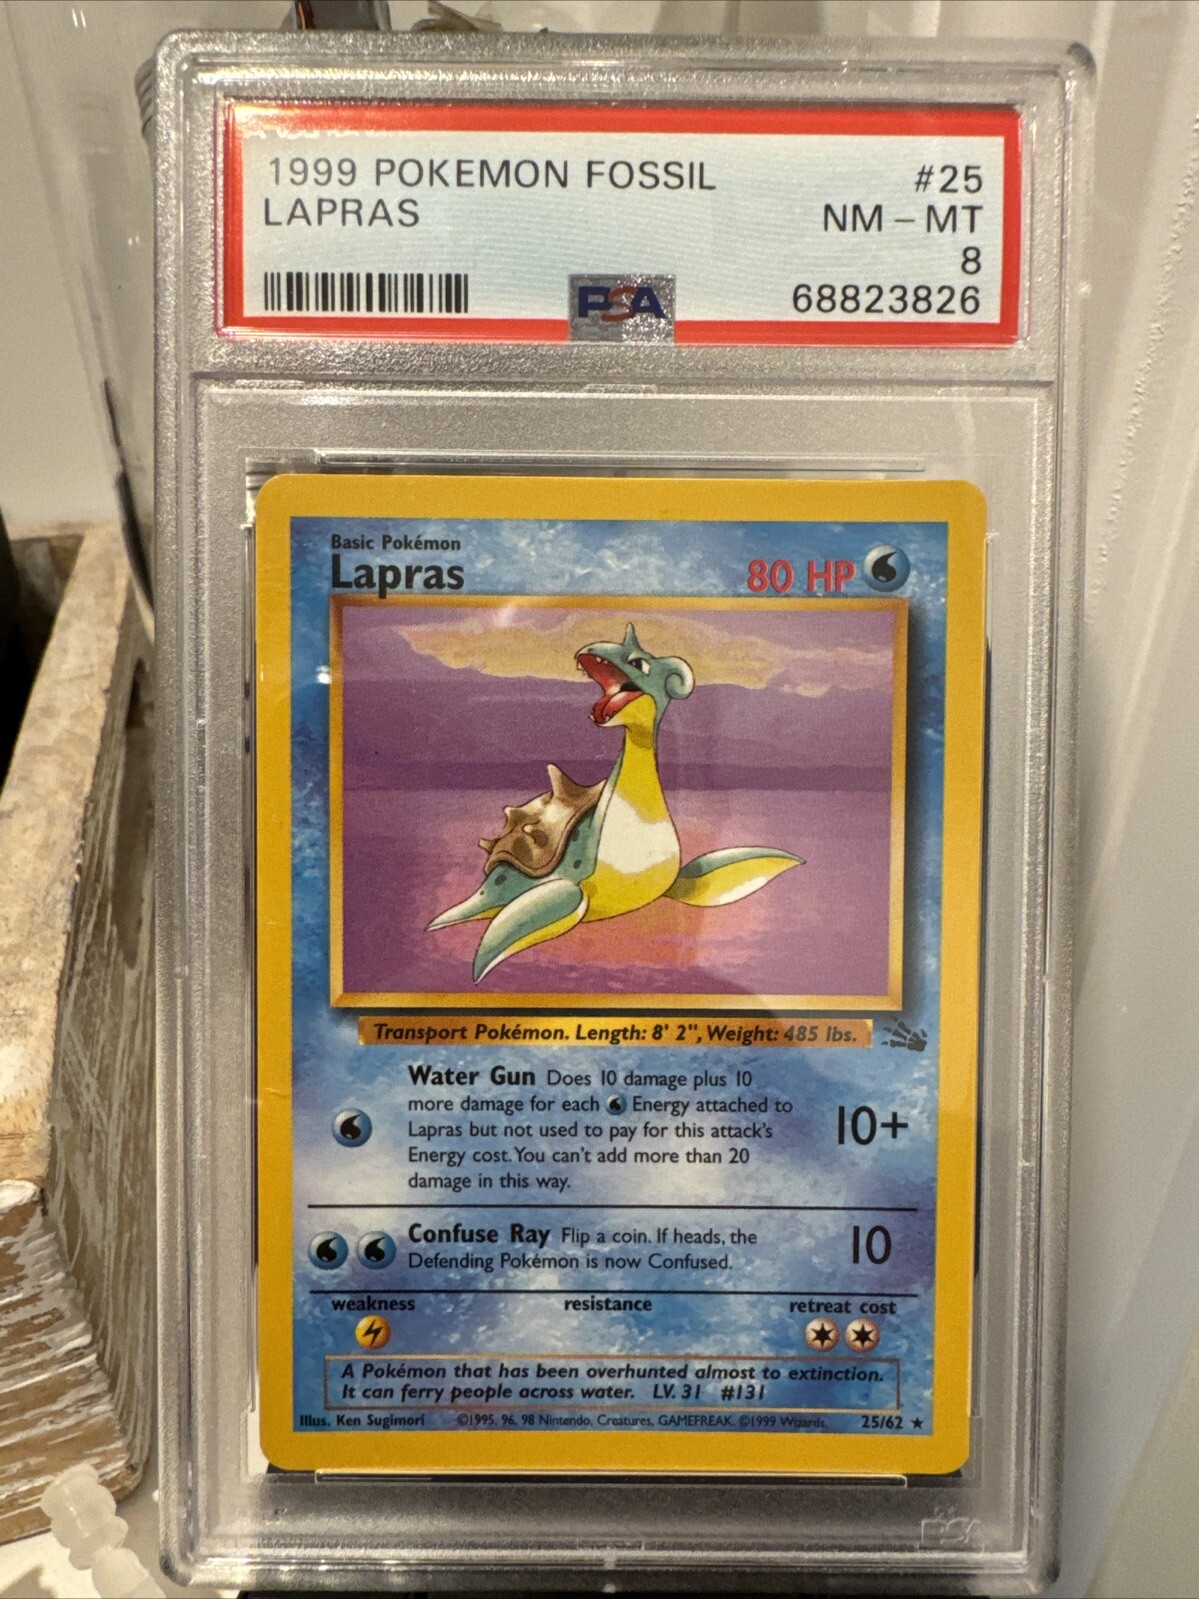 1999 POKEMON FOSSIL #25
LAPRAS NM - MT
8
68823826
PSA
Basic Pokémon
Lapras 80 HP
Transport Pokémon. Length: 8' 2", Weight: 485 lbs.
Water Gun Does 10 damage plus 10
more damage for each Energy attached to
Lapras but not used to pay for this attack's
Energy cost. You can't add more than 20
damage in this way.
10+
Confuse Ray Flip a coin. If heads, the
Defending Pokémon is now Confused.
10
weakness resistance retreat cost
A Pokémon that has been overhunted almost to extinction.
It can ferry people across water. LV. 31 #131
Illus. Ken Sugimori ©1995, 96, 98 Nintendo, Creatures, GAMEFREAK. ©1999 Wizards. 25/62 ★
PSA